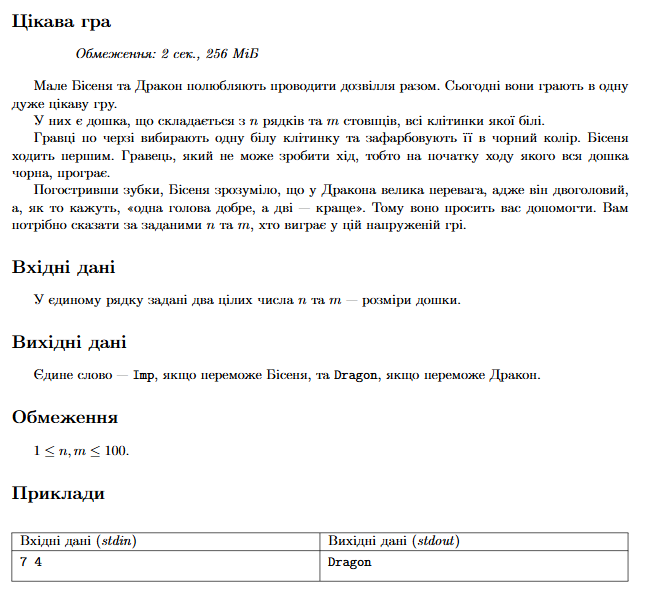 Цікава гра
Обмеження: 2 сек., 256 МіБ
Мале Бісеня та Дракон полюбляють проводити дозвілля разом. Сьогодні вони грають в одну
дуже цікаву гру.
У них є дошка, що складається з n рядків та m стовпців, всі клітинки якої білі.
Гравці по черзі вибирають одну білу клітинку та зафарбовують її в чорний колір. Бісеня
ходить першим. Гравець, який не може зробити хід, тобто на початку ходу якого вся дошка
чорна, програє.
Погостривши зубки, Бісеня зрозуміло, що у Дракона велика перевага, адже він двоголовий,
а, як то кажуть, «одна голова добре, а дві — краще». Тому воно просить вас допомогти. Вам
потрібно сказати за заданими n та m, хто виграє у цій напруженій грі.
Вхідні дані
У єдиному рядку задані два цілих числа n та m — розміри дошки.
Вихідні дані
Єдине слово — Imp, якщо переможе Бісеня, та Dragon, якщо переможе Дракон.
Обмеження
1 ≤ n, m ≤ 100.
Приклади
Вхідні дані (stdin) Вихідні дані (stdout)
7 4 Dragon